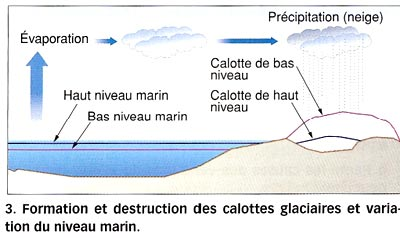 Précipitation (neige)
Évaporation
Calotte de bas
niveau
Haut niveau marin
Calotte de haut
niveau
Bas niveau marin
3. Formation et destruction des calottes glaciaires et varia-
tion du niveau marin.